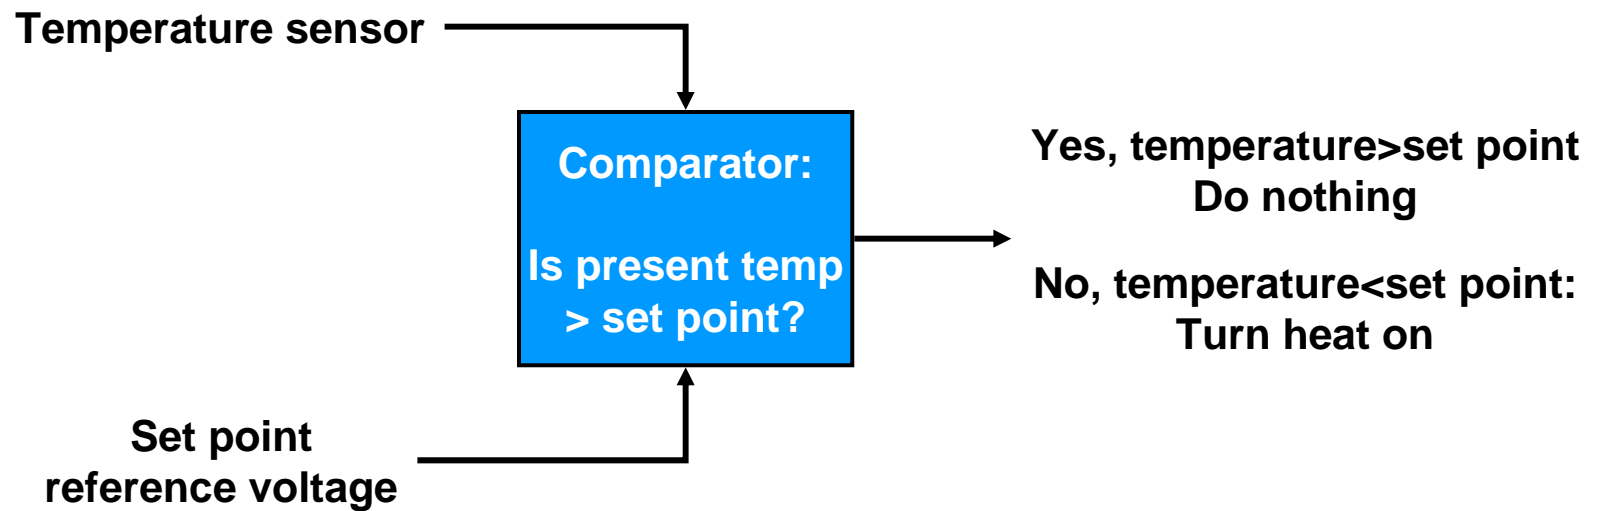 Temperature sensor
Comparator:
Is present temp
> set point?
Yes, temperature>set point
Do nothing
No, temperature<set point:
Turn heat on
Set point
reference voltage